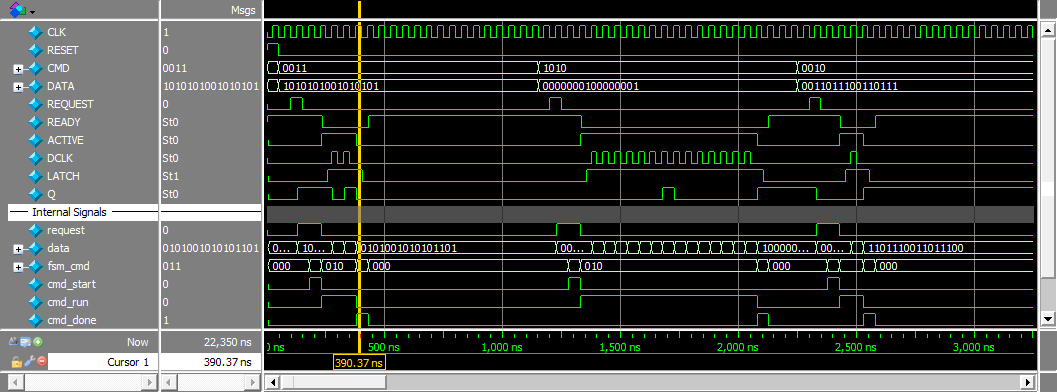 Msgs
CLK 1
RESET 0
CMD 0011 0011 1010 0010
DATA 1010101001010101 1010101001010101 0000000100000001 0011011100110111
REQUEST 0
READY St0
ACTIVE St0
DCLK St0
LATCH St1
Q St0
Internal Signals
request 0
data 0101001010101101 0... 10... 0101001010101101 00... 100000... 00... 1101110011011100
fsm_cmd 011 000 010 000 010 000 000
cmd_start 0
cmd_run 0
cmd_done 1
Now 22,350 ns ns 500 ns 1,000 ns 1,500 ns 2,000 ns 2,500 ns 3,000 ns
Cursor 1 390.37 ns 390.37 ns